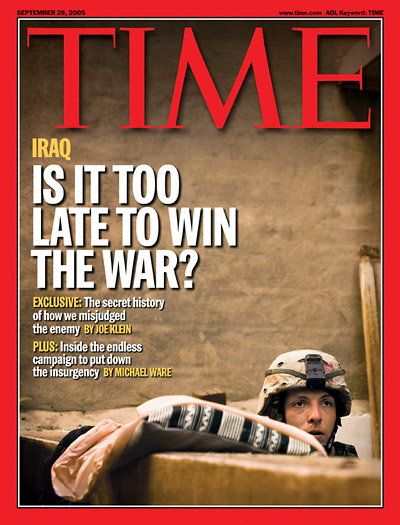 SEPTEMBER 26, 2005
www.time.com AOL Keyword: TIME
TIME
IRAQ
IS IT TOO
LATE TO WIN
THE WAR?
EXCLUSIVE: The secret history
of how we misjudged
the enemy BY JOE KLEIN
PLUS: Inside the endless
campaign to put down
the insurgency BY MICHAEL WARE